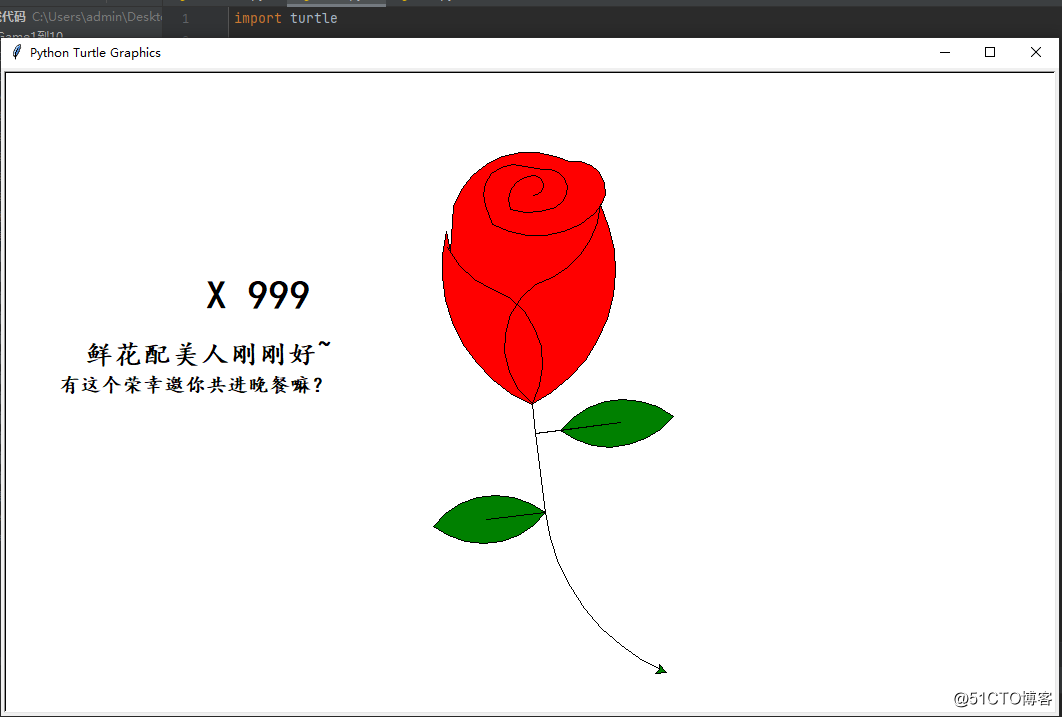 代码 C:\Users\admin\Deskt
1 import turtle
Game1到10
Python Turtle Graphics
X 999
鲜花配美人刚刚好~
有这个荣幸邀你共进晚餐嘛?
@51CTO博客